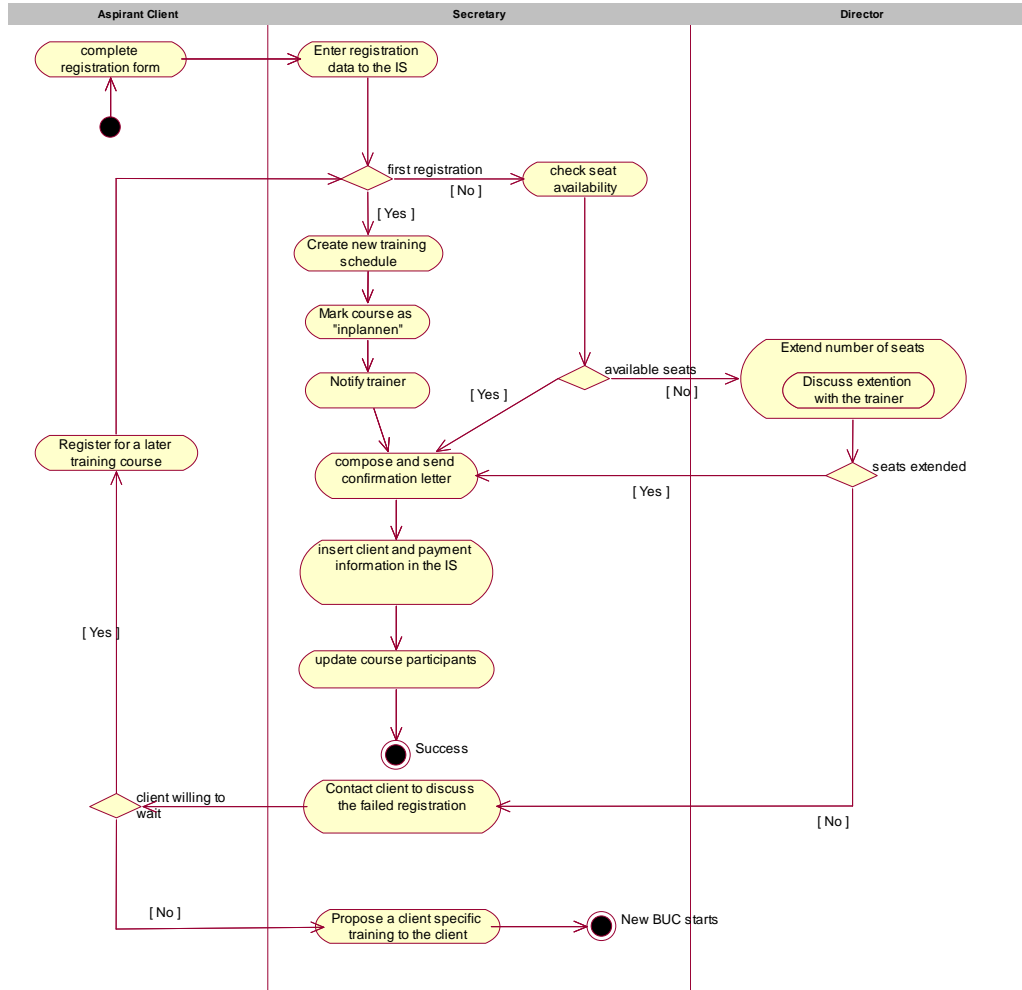 Aspirant Client
Secretary
Director
complete
registration form
Enter registration
data to the IS
first registration
[ No ]
check seat
availability
[ Yes ]
Create new training
schedule
Mark course as
"inplannen"
Notify trainer
available seats
[ Yes ]
[ No ]
Extend number of seats
Discuss extention
with the trainer
Register for a later
training course
compose and send
confirmation letter
seats extended
[ Yes ]
insert client and payment
information in the IS
[ Yes ]
update course participants
Success
Contact client to discuss
the failed registration
client willing to
wait
[ No ]
[ No ]
Propose a client specific
training to the client
New BUC starts